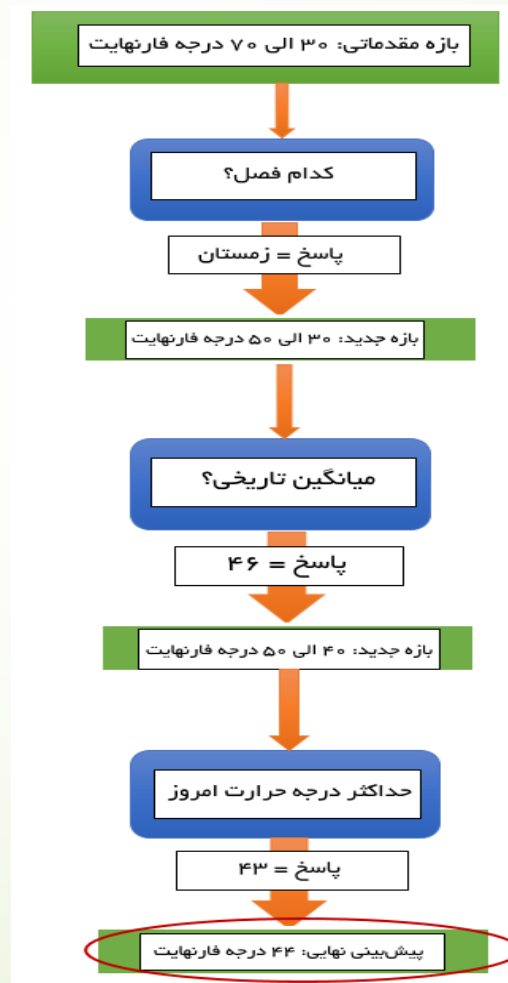 بازه مقدماتی: ۳۰ الی ۷۰ درجه فارنهایت
کدام فصل؟
پاسخ = زمستان
بازه جدید: ۳۰ الی ۵۰ درجه فارنهایت
میانگین تاریخی؟
پاسخ = ۴۶
بازه جدید: ۴۰ الی ۵۰ درجه فارنهایت
حداکثر درجه حرارت امروز
پاسخ = ۴۳
پیش‌بینی نهایی: ۴۴ درجه فارنهایت